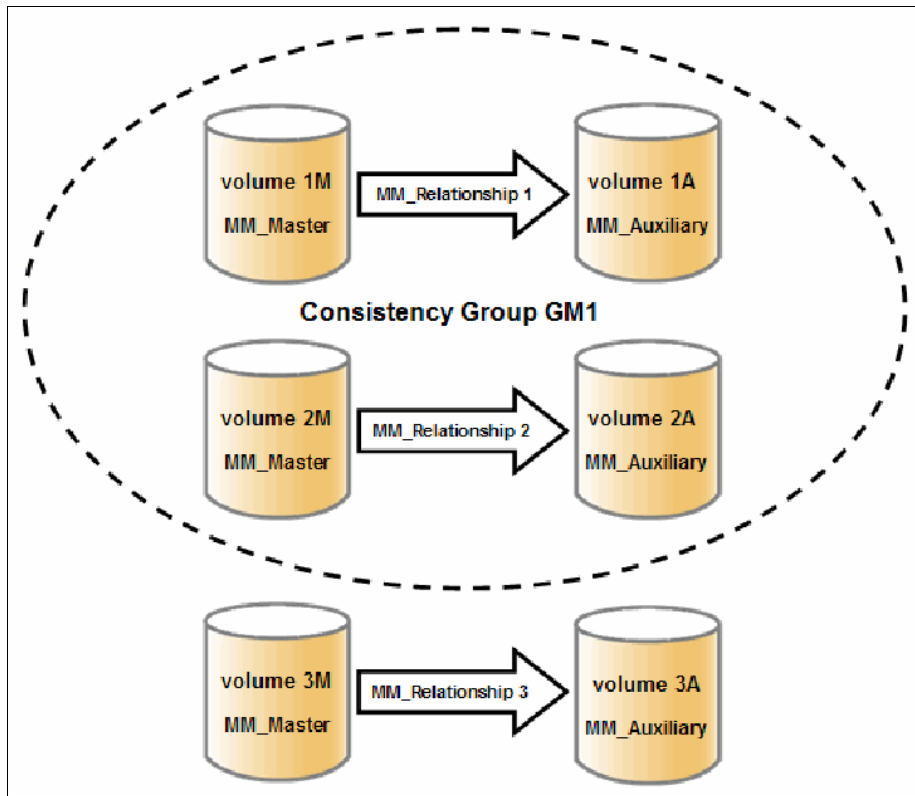 volume 1M
MM_Master
MM_Relationship 1
volume 1A
MM_Auxiliary
Consistency Group GM1
volume 2M
MM_Master
MM_Relationship 2
volume 2A
MM_Auxiliary
volume 3M
MM_Master
MM_Relationship 3
volume 3A
MM_Auxiliary